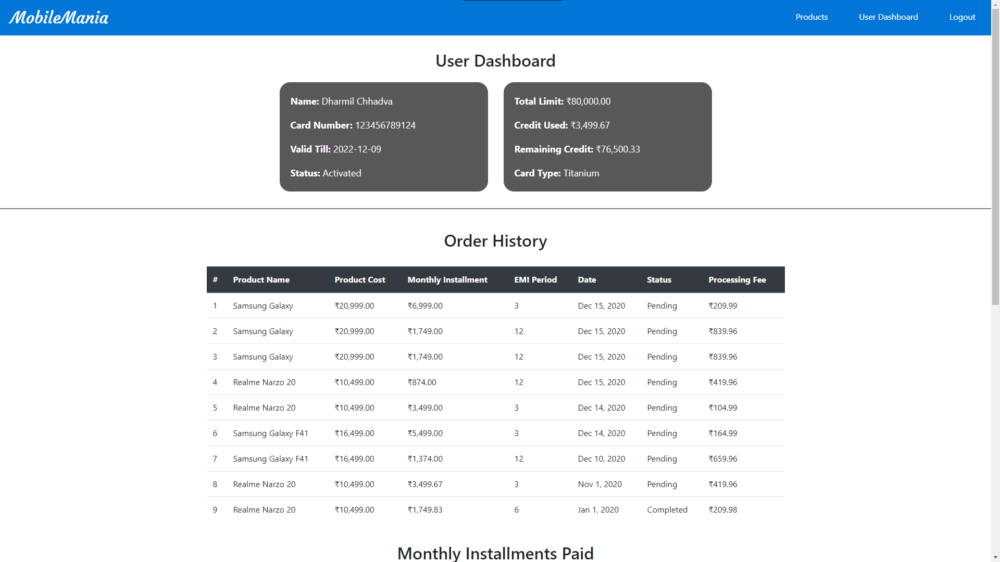 MobileMania
Products User Dashboard Logout
User Dashboard
Name: Dharmil Chhadva
Card Number: 123456789124
Valid Till: 2022-12-09
Status: Activated
Total Limit: ₹80,000.00
Credit Used: ₹3,499.67
Remaining Credit: ₹76,500.33
Card Type: Titanium
Order History
# Product Name Product Cost Monthly Installment EMI Period Date Status Processing Fee
1 Samsung Galaxy ₹20,999.00 ₹6,999.00 3 Dec 15, 2020 Pending ₹209.99
2 Samsung Galaxy ₹20,999.00 ₹1,749.00 12 Dec 15, 2020 Pending ₹839.96
3 Samsung Galaxy ₹20,999.00 ₹1,749.00 12 Dec 15, 2020 Pending ₹839.96
4 Realme Narzo 20 ₹10,499.00 ₹874.00 12 Dec 15, 2020 Pending ₹419.96
5 Realme Narzo 20 ₹10,499.00 ₹3,499.00 3 Dec 14, 2020 Pending ₹104.99
6 Samsung Galaxy F41 ₹16,499.00 ₹5,499.00 3 Dec 14, 2020 Pending ₹164.99
7 Samsung Galaxy F41 ₹16,499.00 ₹1,374.00 12 Dec 10, 2020 Pending ₹659.96
8 Realme Narzo 20 ₹10,499.00 ₹3,499.67 3 Nov 1, 2020 Pending ₹419.96
9 Realme Narzo 20 ₹10,499.00 ₹1,749.83 6 Jan 1, 2020 Completed ₹209.98
Monthly Installments Paid